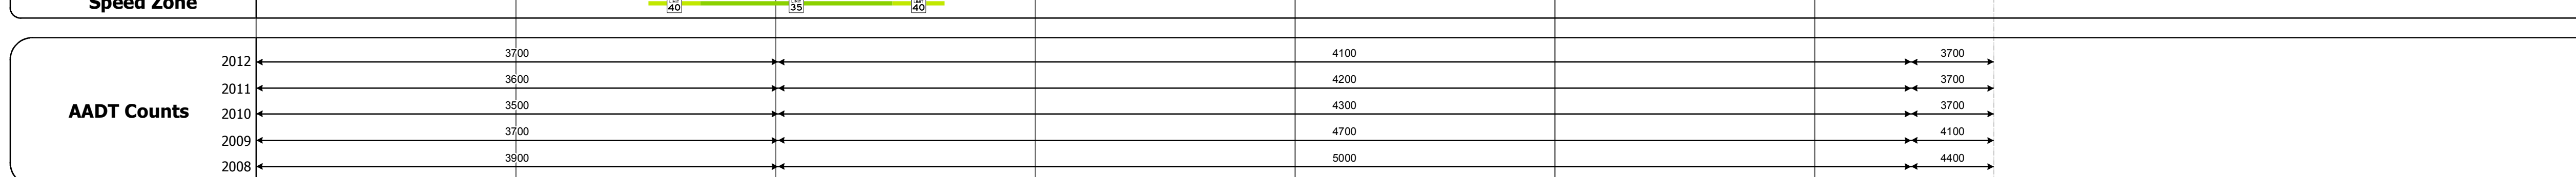 Speed Zone
40 35 40
AADT Counts
2012 3700 4100 3700
2011 3600 4200 3700
2010 3500 4300 3700
2009 3700 4700 4100
2008 3900 5000 4400